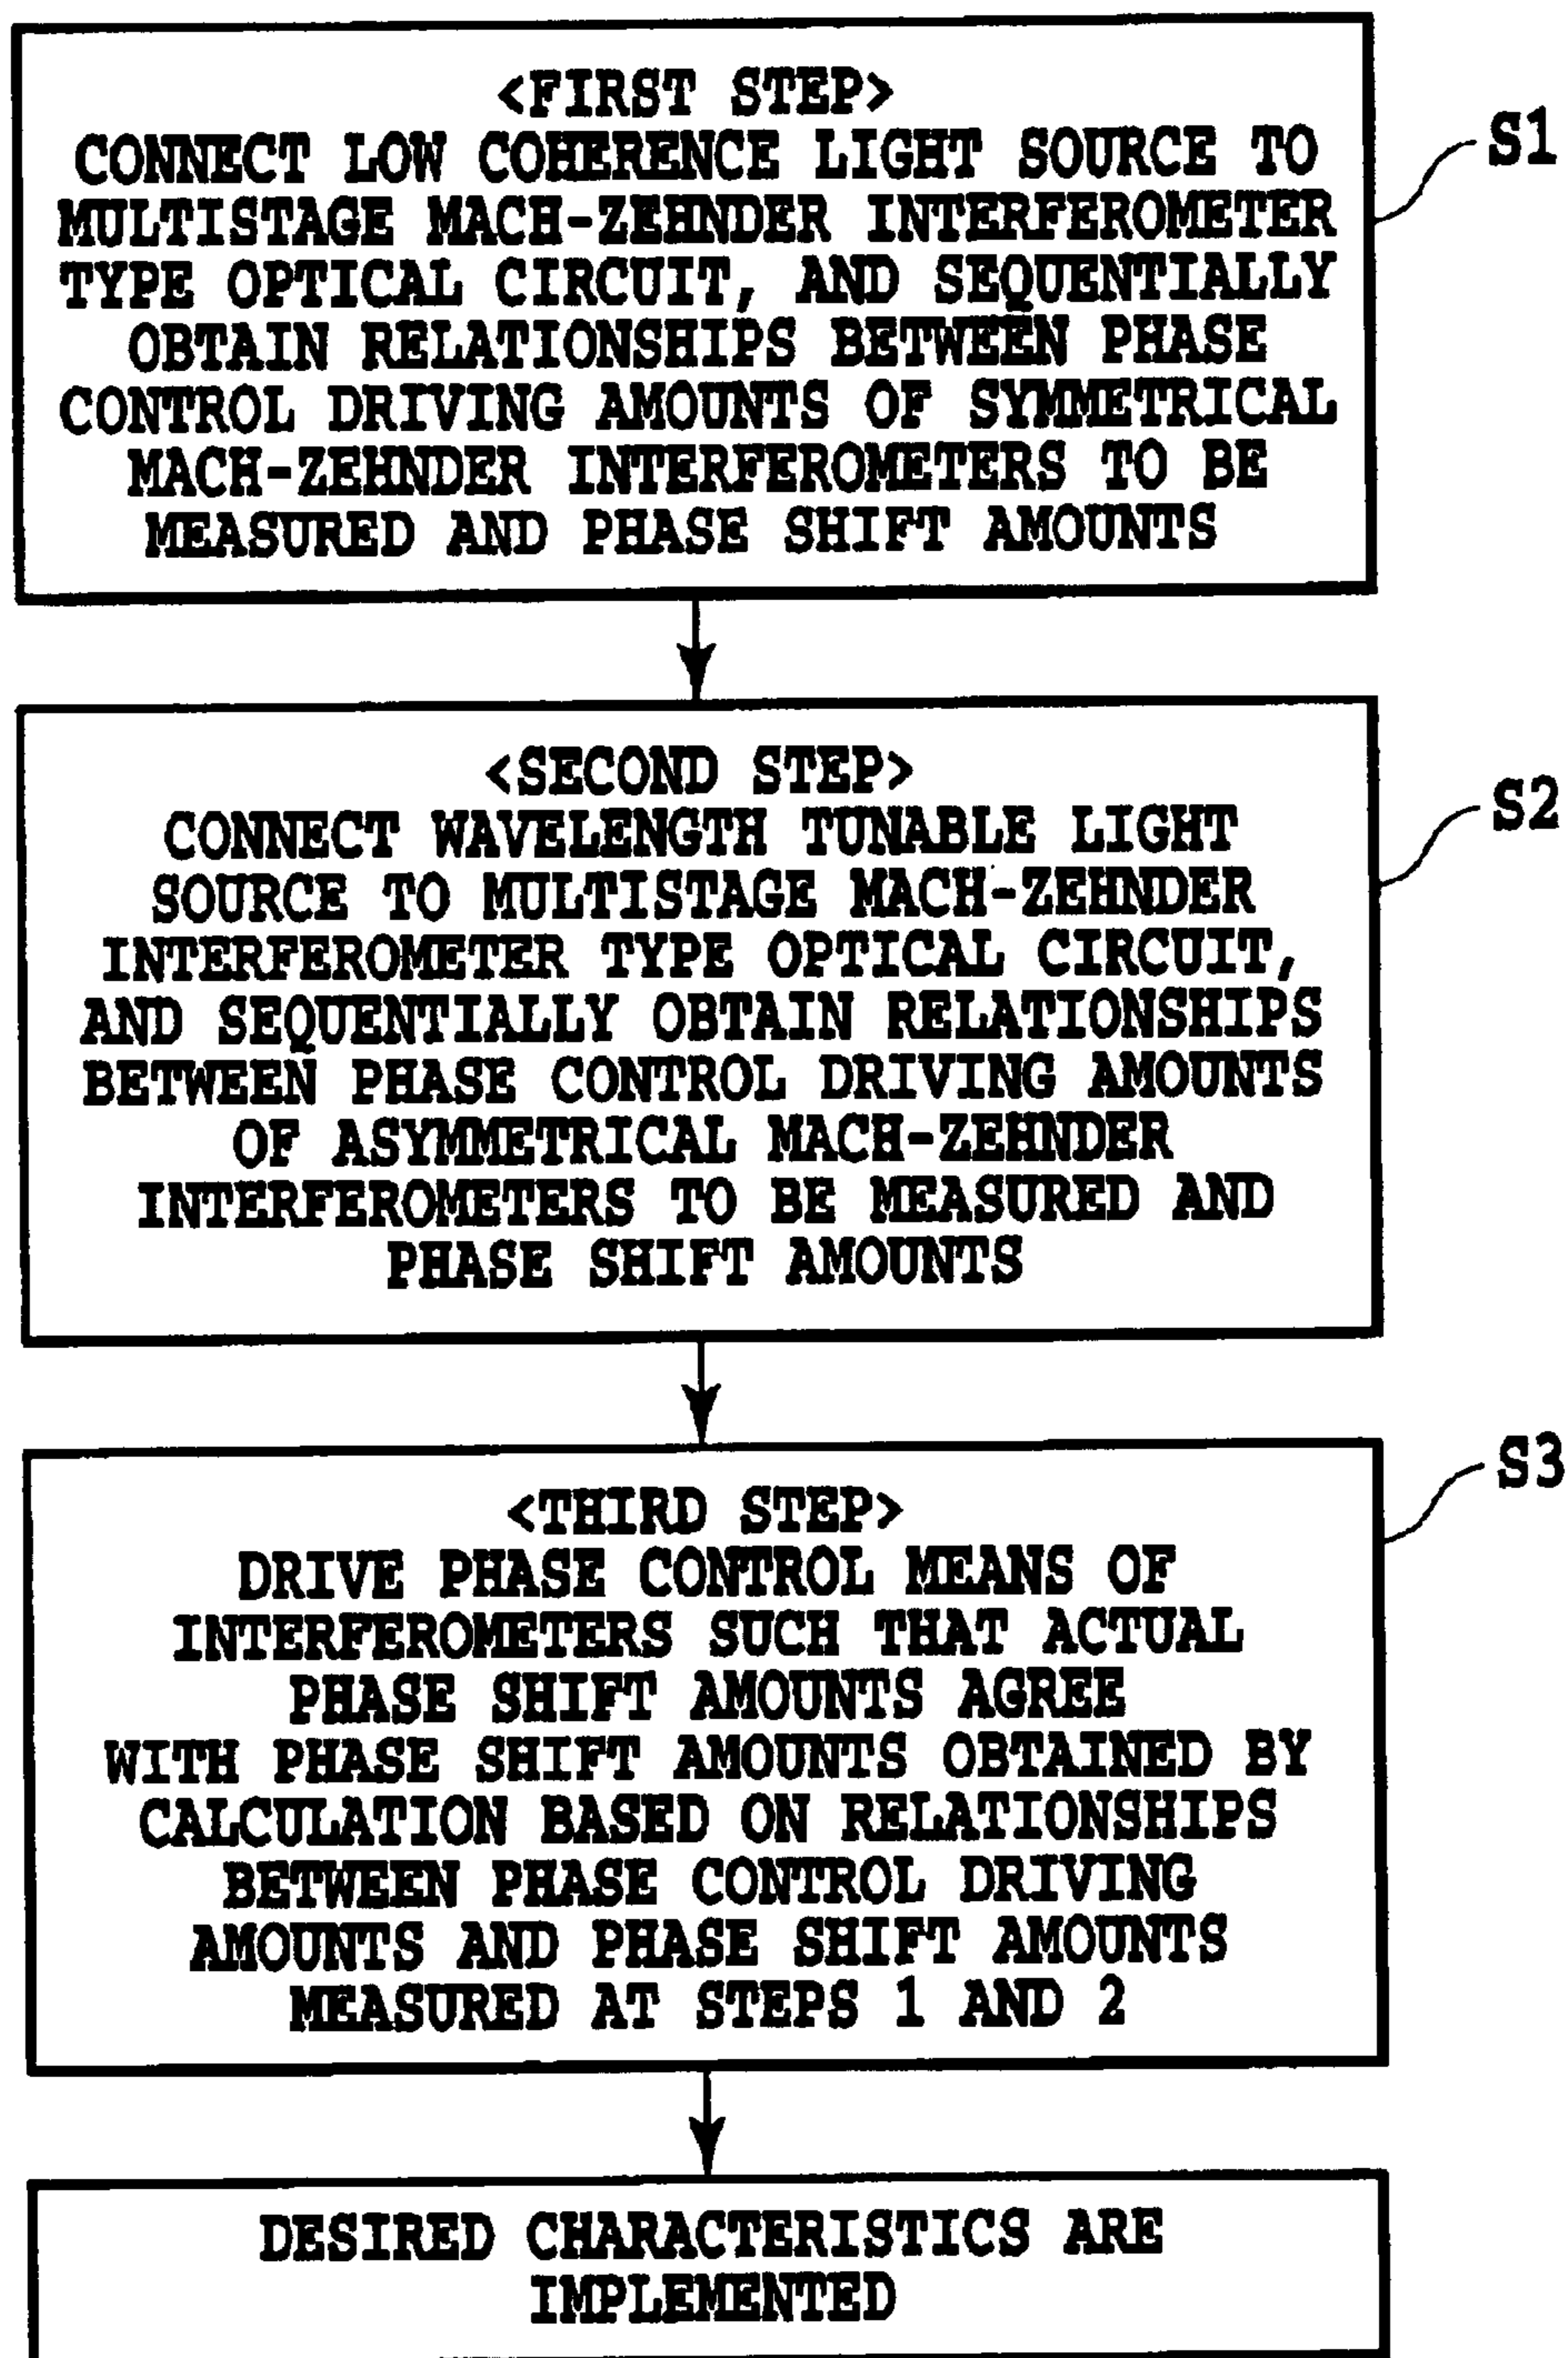 <FIRST STEP>
CONNECT LOW COHERENCE LIGHT SOURCE TO
MULTISTAGE MACH-ZEHNDER INTERFEROMETER
TYPE OPTICAL CIRCUIT, AND SEQUENTIALLY
OBTAIN RELATIONSHIPS BETWEEN PHASE
CONTROL DRIVING AMOUNTS OF SYMMETRICAL
MACH-ZEHNDER INTERFEROMETERS TO BE
MEASURED AND PHASE SHIFT AMOUNTS
S1
<SECOND STEP>
CONNECT WAVELENGTH TUNABLE LIGHT
SOURCE TO MULTISTAGE MACH-ZEHNDER
INTERFEROMETER TYPE OPTICAL CIRCUIT,
AND SEQUENTIALLY OBTAIN RELATIONSHIPS
BETWEEN PHASE CONTROL DRIVING AMOUNTS
OF ASYMMETRICAL MACH-ZEHNDER
INTERFEROMETERS TO BE MEASURED AND
PHASE SHIFT AMOUNTS
S2
<THIRD STEP>
DRIVE PHASE CONTROL MEANS OF
INTERFEROMETERS SUCH THAT ACTUAL
PHASE SHIFT AMOUNTS AGREE
WITH PHASE SHIFT AMOUNTS OBTAINED BY
CALCULATION BASED ON RELATIONSHIPS
BETWEEN PHASE CONTROL DRIVING
AMOUNTS AND PHASE SHIFT AMOUNTS
MEASURED AT STEPS 1 AND 2
S3
DESIRED CHARACTERISTICS ARE
IMPLEMENTED